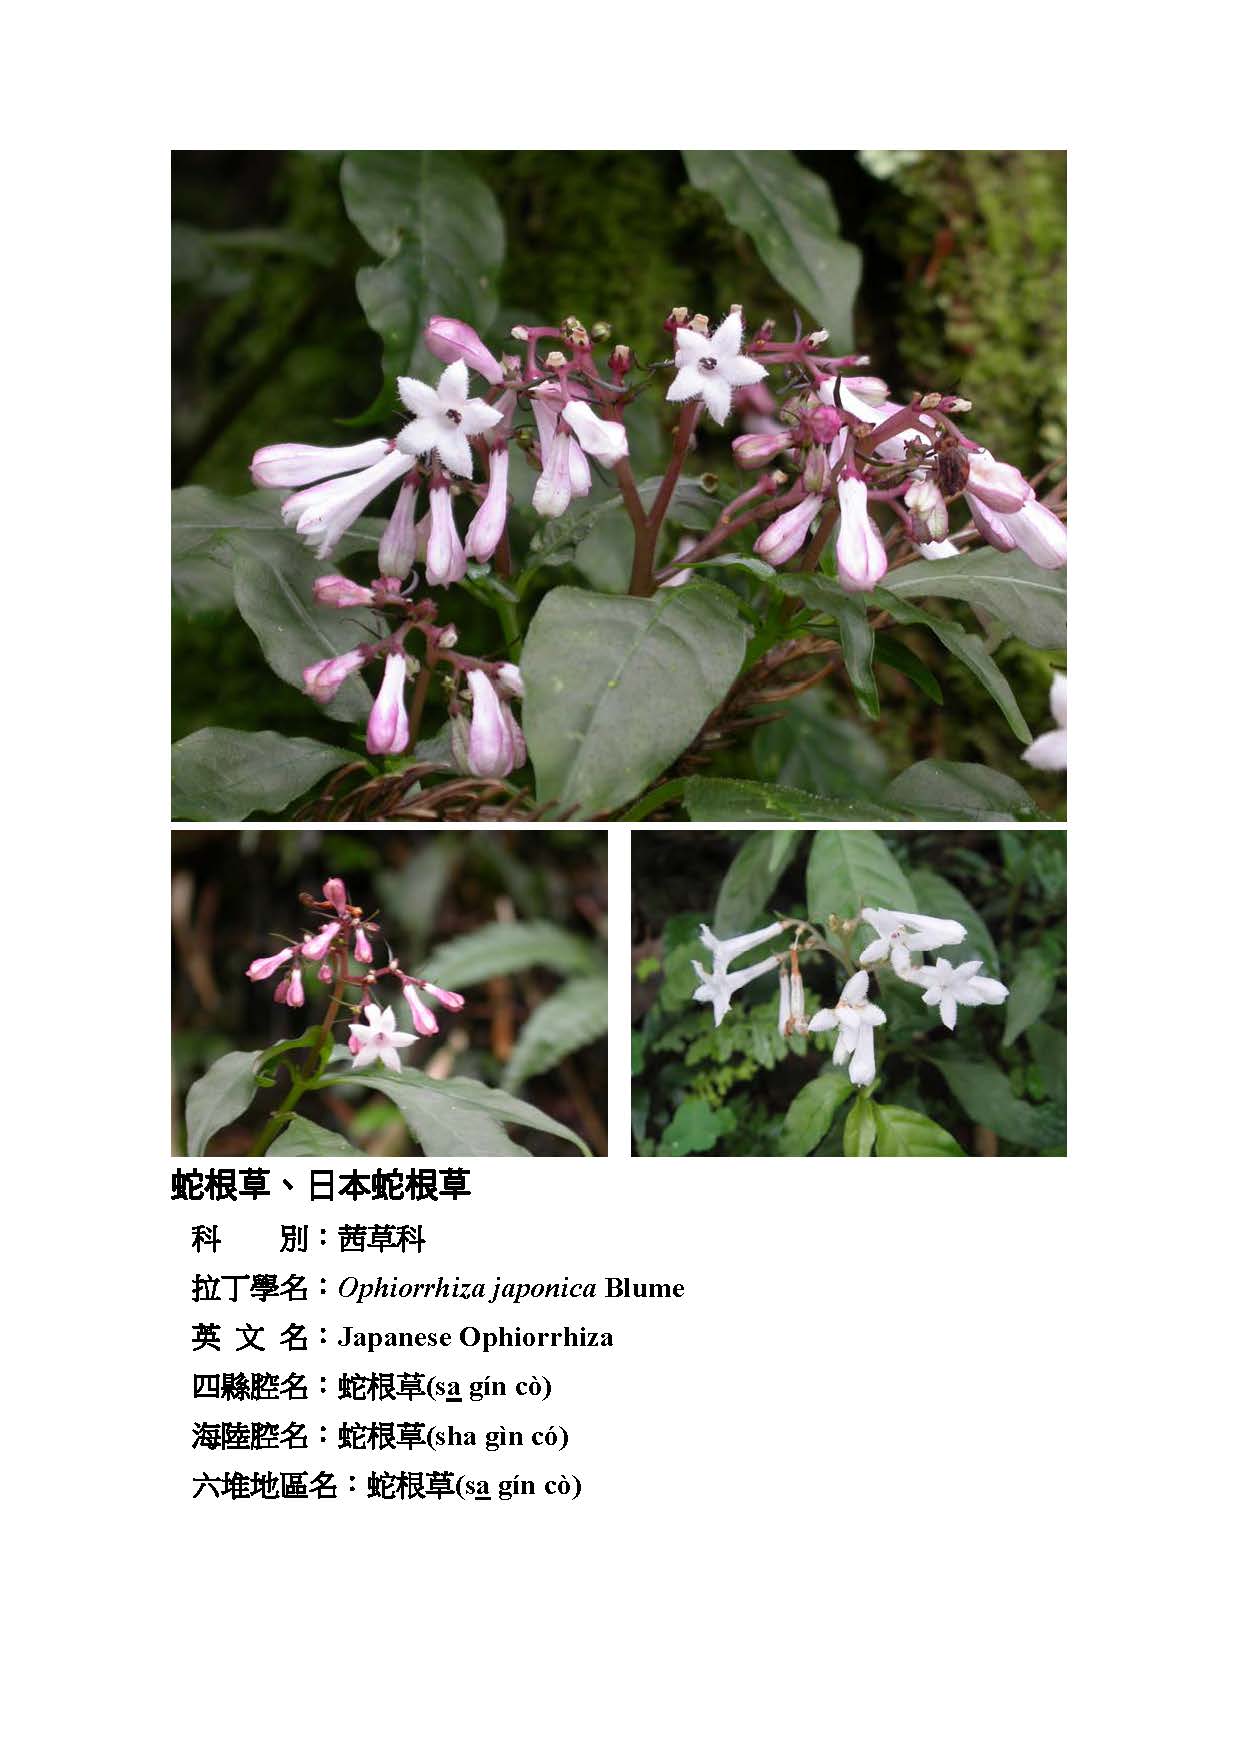 蛇根草、日本蛇根草
科　　別：茜草科
拉丁學名：Ophiorrhiza japonica Blume
英 文 名：Japanese Ophiorrhiza
四縣腔名：蛇根草(sa gín cò)
海陸腔名：蛇根草(sha gìn có)
六堆地區名：蛇根草(sa gín cò)